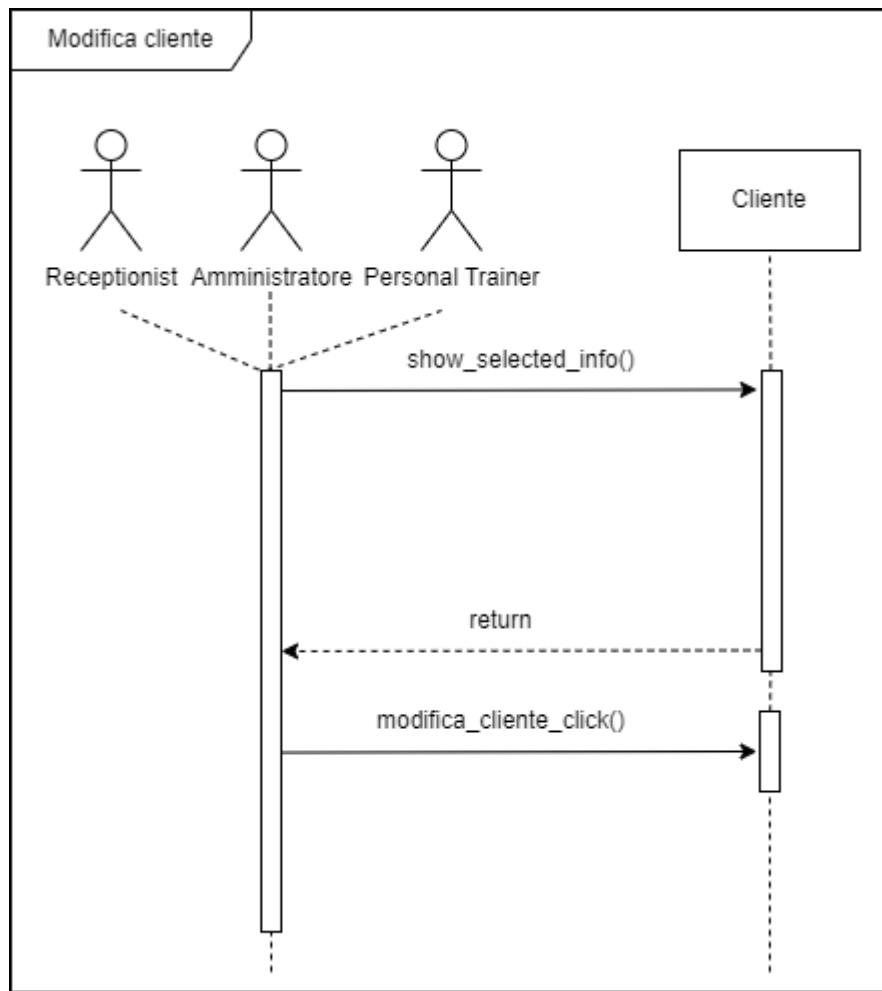 Modifica cliente
Receptionist Amministratore Personal Trainer
Cliente
show_selected_info()
return
modifica_cliente_click()